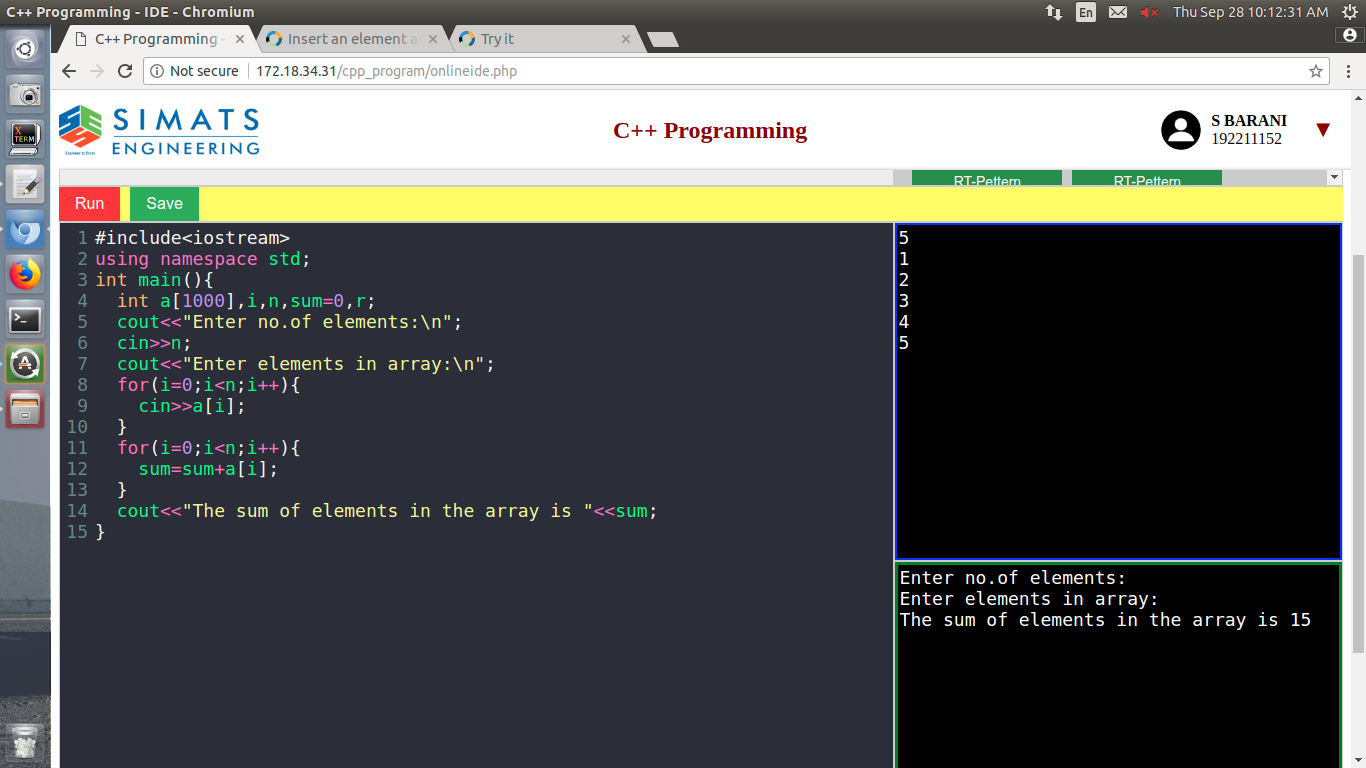 C++ Programming - IDE - Chromium
En
Thu Sep 28 10:12:31 AM
C++ Programming -
Insert an element a
Try it
Not secure
172.18.34.31/cpp_program/onlineide.php
SIMATS
ENGINEERING
Engineer to Excel
C++ Programming
S BARANI
192211152
RT-Pettern
RT-Pettern
Run
Save
1 #include<iostream>
2 using namespace std;
3 int main(){
4 int a[1000],i,n,sum=0,r;
5 cout<<"Enter no.of elements:\n";
6 cin>>n;
7 cout<<"Enter elements in array:\n";
8 for(i=0;i<n;i++){
9 cin>>a[i];
10 }
11 for(i=0;i<n;i++){
12 sum=sum+a[i];
13 }
14 cout<<"The sum of elements in the array is "<<sum;
15 }
5
1
2
3
4
5
Enter no.of elements:
Enter elements in array:
The sum of elements in the array is 15
X
TERM